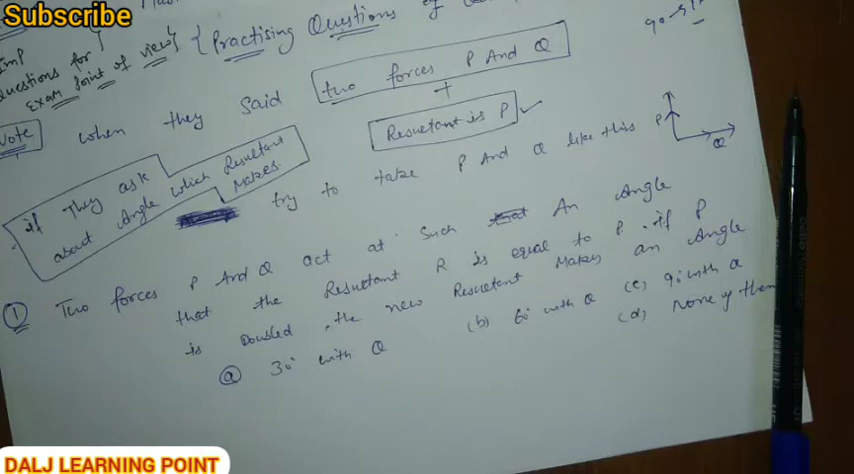 Subscribe
{Practising Questions of
Imp
Questions for}
Exam point of view}
90
Note
when they said two forces P And Q
+
Resultant is P ✓
if They ask
about Angle which Resultant
Makes.
try to take P And Q like this
P
Q
① Two forces P And Q act at such An Angle
that the Resultant R is equal to P. if P
is Doubled, the new Resultant Makes an Angle
(a) 30° with Q (b) 60° with Q (c) 90° with Q
(d) None of them
DALJ LEARNING POINT